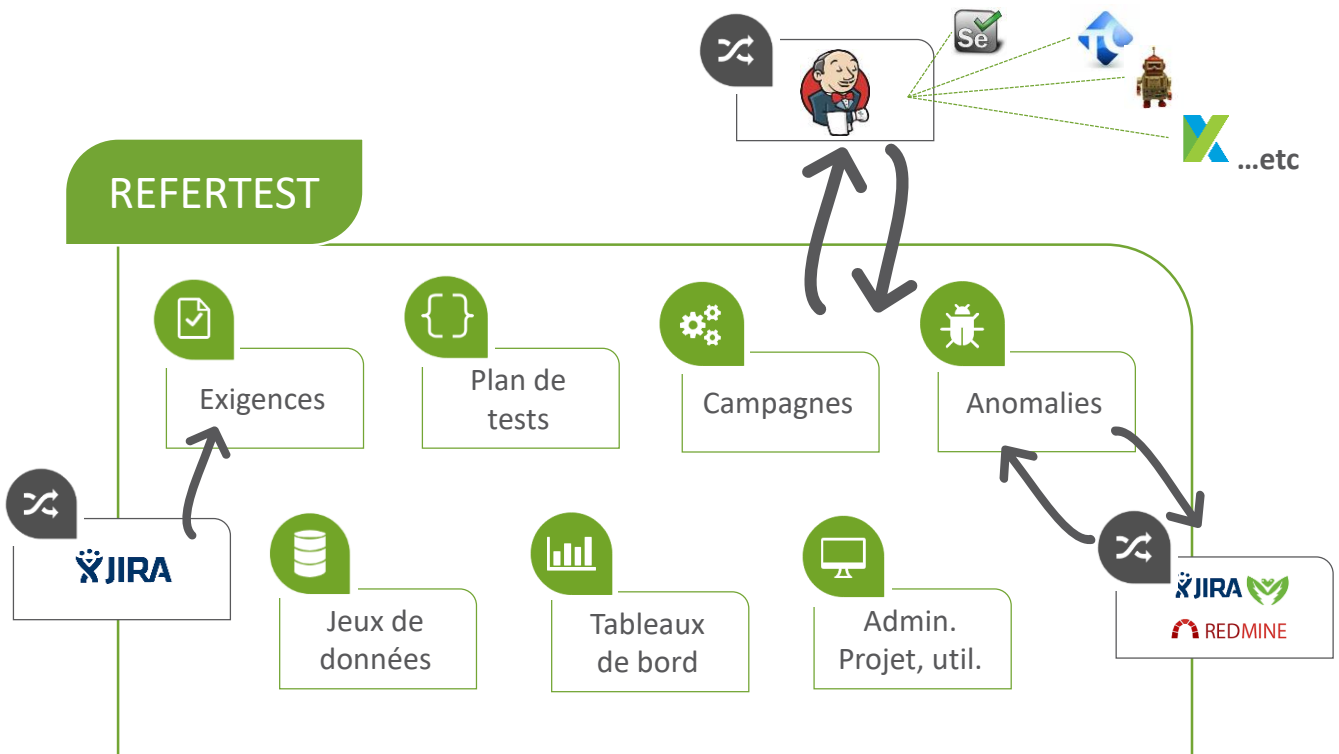 Se
TC
...etc
REFERTEST
Exigences
Plan de
tests
Campagnes
Anomalies
JIRA
JIRA
REDMINE
Jeux de
données
Tableaux
de bord
Admin.
Projet, util.